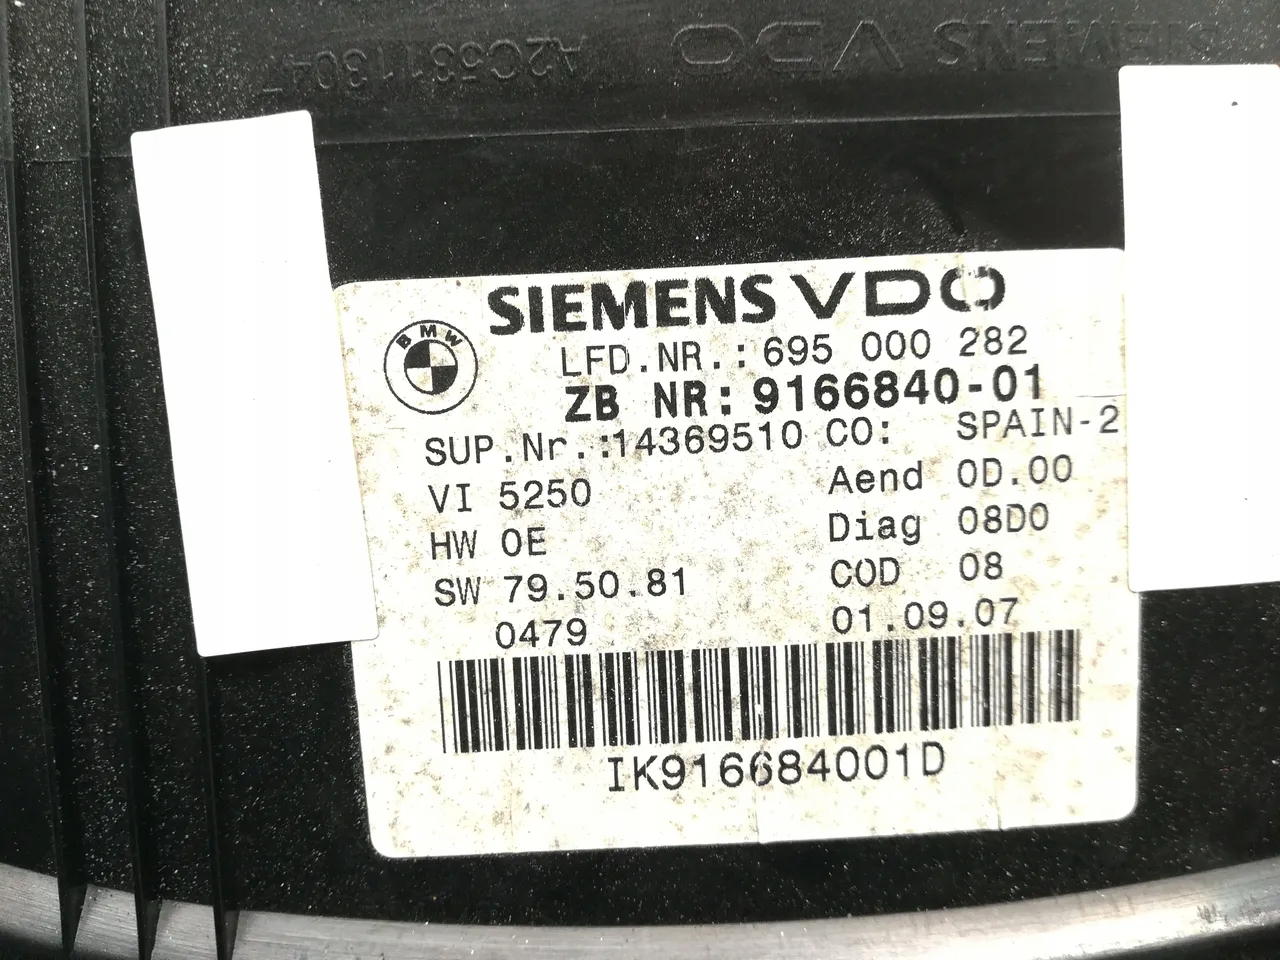 SIEMENS VDO
A2C5311304
SIEMENS VDO
BMW
LFD.NR.: 695 000 282
ZB NR: 9166840-01
SUP.Nr.:14369510 CO: SPAIN-2
VI 5250 Aend 0D.00
HW 0E Diag 08D0
SW 79.50.81 COD 08
0479 01.09.07
IK916684001D